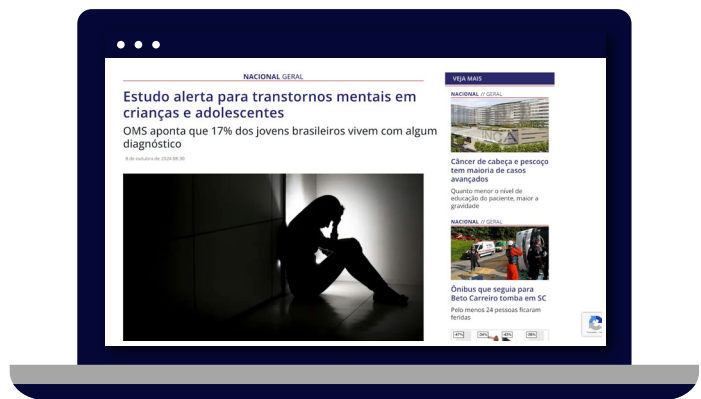 NACIONAL GERAL
Estudo alerta para transtornos mentais em
crianças e adolescentes
OMS aponta que 17% dos jovens brasileiros vivem com algum
diagnóstico
VEJA MAIS
NACIONAL // GERAL
Câncer de cabeça e pescoço
tem maioria de casos
avançados
Quanto menor o nível de
educação do paciente, maior a
gravidade
NACIONAL // GERAL
Ônibus que seguia para
Beto Carreiro tomba em SC
Pelo menos 24 pessoas ficaram
feridas